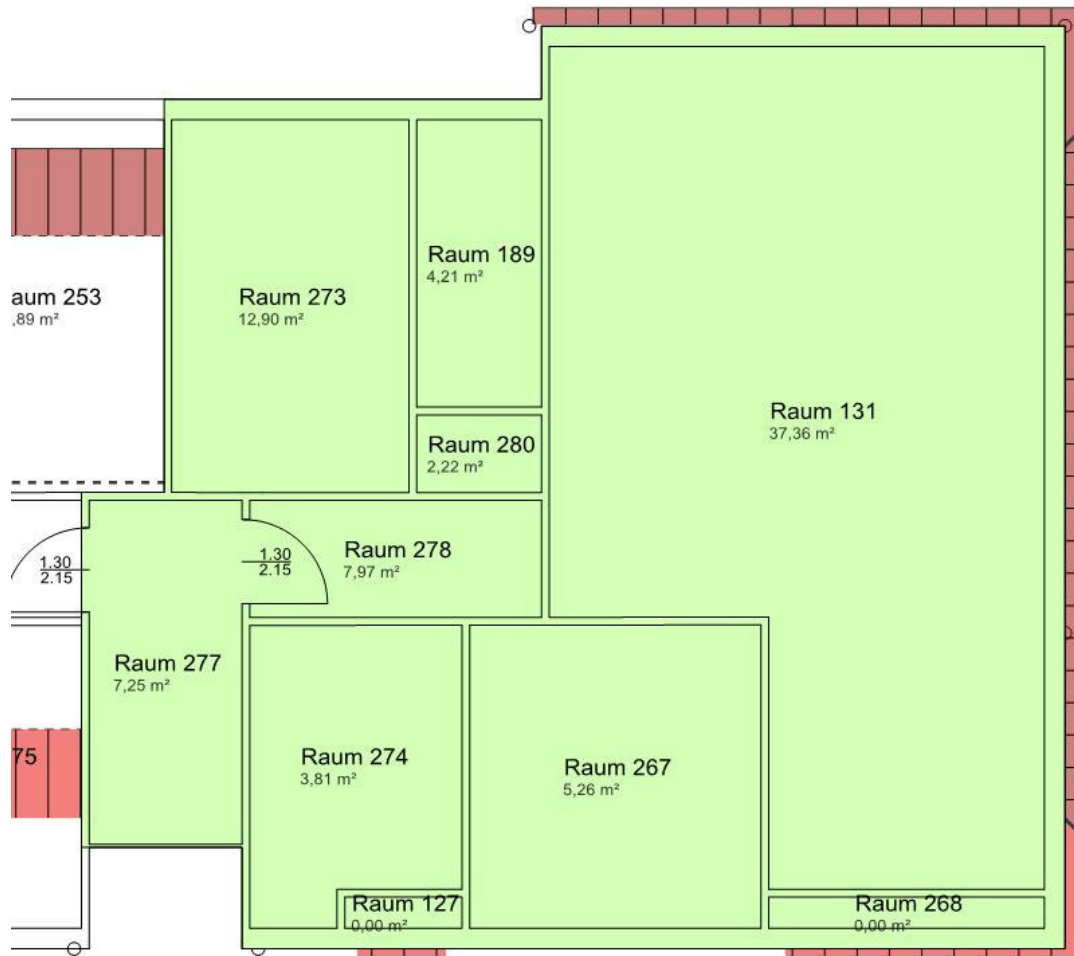 Raum 189
4,21 m²
aum 253
,89 m²
Raum 273
12,90 m²
Raum 131
37,36 m²
Raum 280
2,22 m²
1.30
2.15
1.30
2.15
Raum 278
7,97 m²
Raum 277
7,25 m²
75
Raum 274
3,81 m²
Raum 267
5,26 m²
Raum 127
0,00 m²
Raum 268
0,00 m²